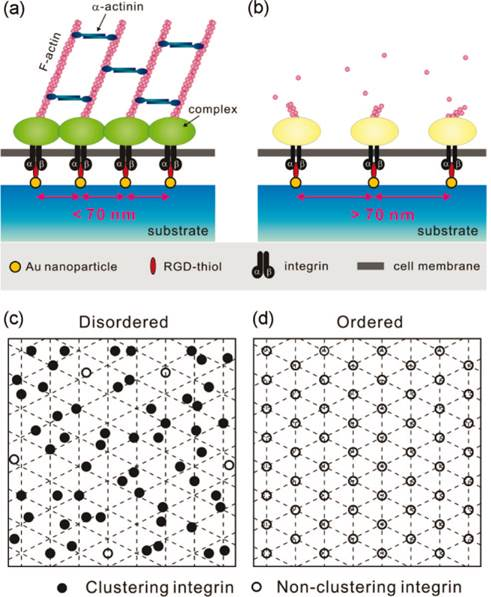 (a)
α-actinin
F-actin
complex
α β α β α β α β
< 70 nm
substrate
(b)
α β α β α β
> 70 nm
substrate
Au nanoparticle
RGD-thiol
α β
integrin
cell membrane
(c)
Disordered
(d)
Ordered
Clustering integrin
Non-clustering integrin